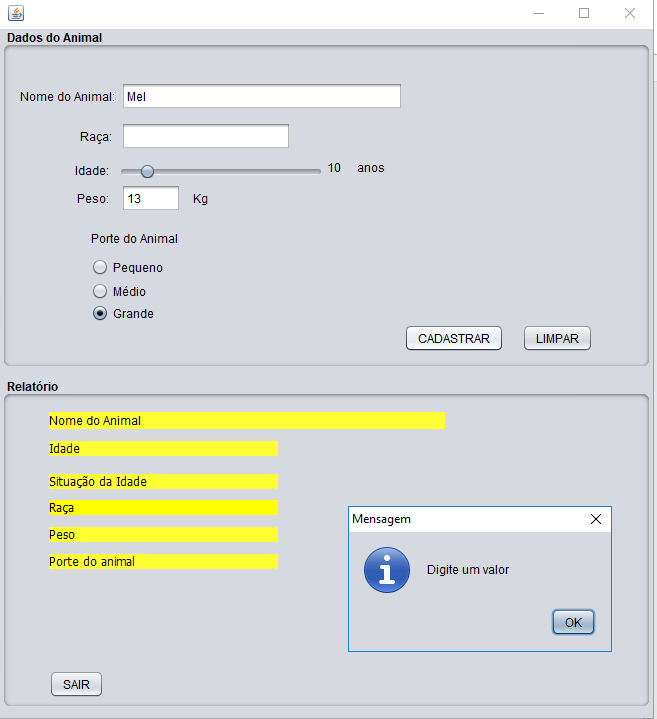 Dados do Animal
Nome do Animal: Mel
Raça:
Idade: 10 anos
Peso: 13 Kg
Porte do Animal
Pequeno
Médio
Grande
CADASTRAR LIMPAR
Relatório
Nome do Animal
Idade
Situação da Idade
Raça
Peso
Porte do animal
Mensagem
Digite um valor
OK
SAIR